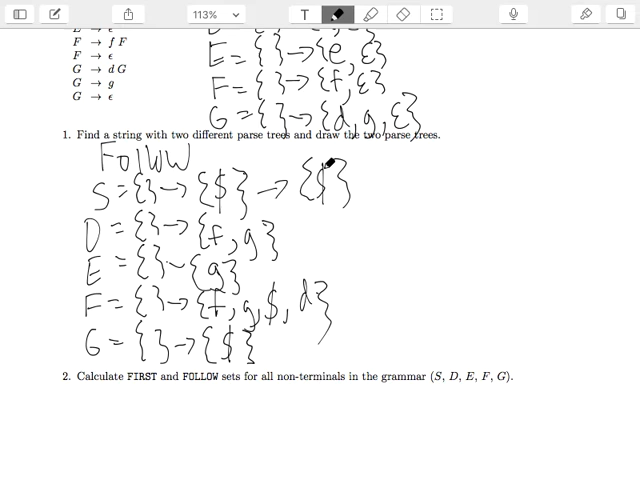 113%
T
E → ϵ
F → f F
F → ϵ
G → d G
G → g
G → ϵ
E = {} → {e, ε}
F = {} → {f, ε}
G = {} → {d, g, ε}
1. Find a string with two different parse trees and draw the two parse trees.
Follow
S = {} → {$} → {$}
D = {} → {f, g}
E = {} → {g}
F = {} → {f, g, $, d}
G = {} → {$}
2. Calculate FIRST and FOLLOW sets for all non-terminals in the grammar (S, D, E, F, G).